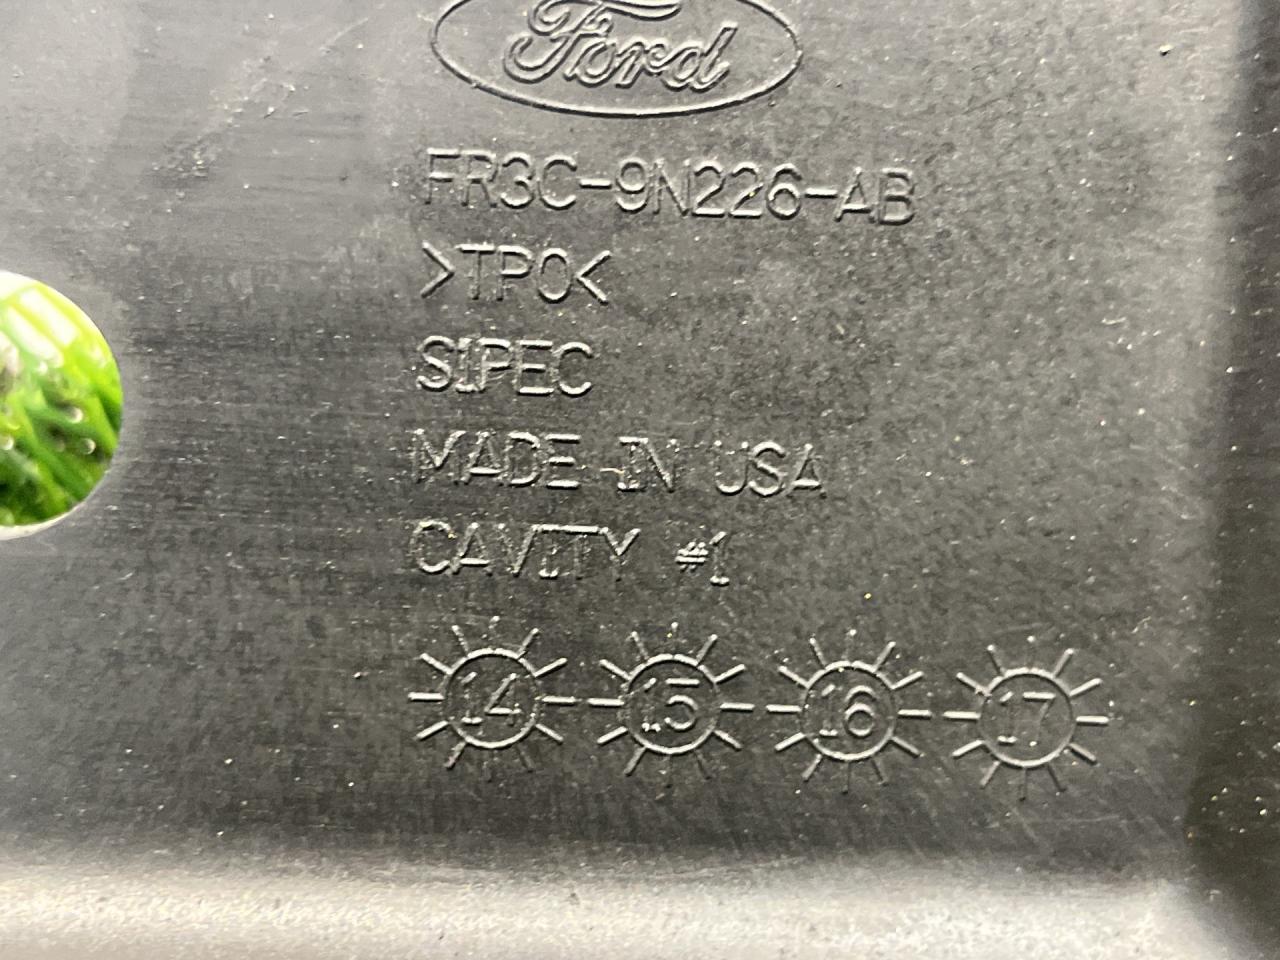 Ford
FR3C-9N226-AB
>TPO<
SIPEC
MADE IN USA
CAVITY #1
14 15 16 17